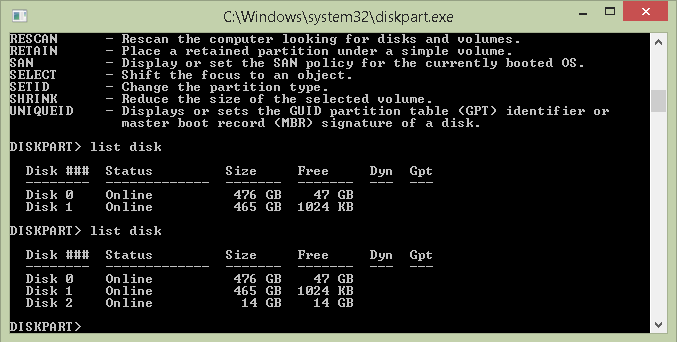 C:\Windows\system32\diskpart.exe
RESCAN      - Rescan the computer looking for disks and volumes.
RETAIN      - Place a retained partition under a simple volume.
SAN         - Display or set the SAN policy for the currently booted OS.
SELECT      - Shift the focus to an object.
SETID       - Change the partition type.
SHRINK      - Reduce the size of the selected volume.
UNIQUEID    - Displays or sets the GUID partition table (GPT) identifier or
              master boot record (MBR) signature of a disk.
DISKPART> list disk
  Disk ###  Status         Size     Free     Dyn  Gpt
  --------  -------------  -------  -------  ---  ---
  Disk 0    Online          476 GB    47 GB
  Disk 1    Online          465 GB  1024 KB
DISKPART> list disk
  Disk ###  Status         Size     Free     Dyn  Gpt
  --------  -------------  -------  -------  ---  ---
  Disk 0    Online          476 GB    47 GB
  Disk 1    Online          465 GB  1024 KB
  Disk 2    Online           14 GB    14 GB
DISKPART>